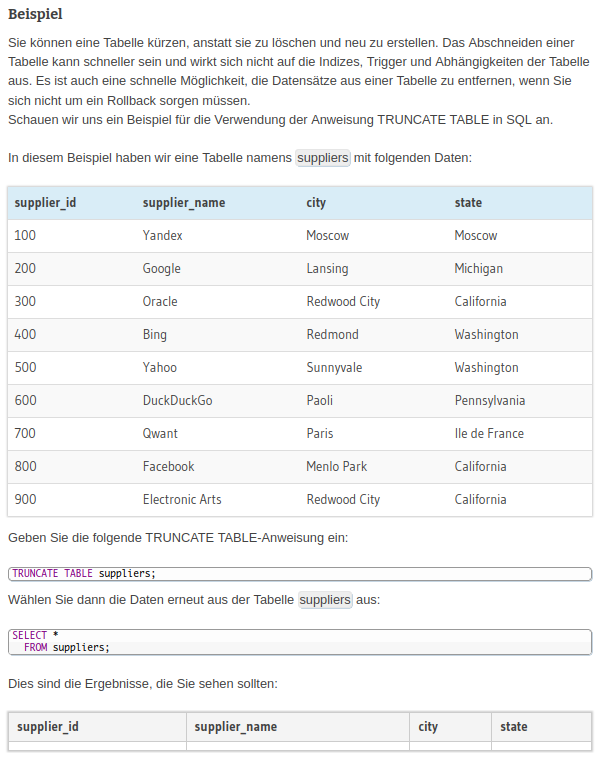 Beispiel
Sie können eine Tabelle kürzen, anstatt sie zu löschen und neu zu erstellen. Das Abschneiden einer
Tabelle kann schneller sein und wirkt sich nicht auf die Indizes, Trigger und Abhängigkeiten der Tabelle
aus. Es ist auch eine schnelle Möglichkeit, die Datensätze aus einer Tabelle zu entfernen, wenn Sie
sich nicht um ein Rollback sorgen müssen.
Schauen wir uns ein Beispiel für die Verwendung der Anweisung TRUNCATE TABLE in SQL an.
In diesem Beispiel haben wir eine Tabelle namens suppliers mit folgenden Daten:
supplier_id supplier_name city state
100 Yandex Moscow Moscow
200 Google Lansing Michigan
300 Oracle Redwood City California
400 Bing Redmond Washington
500 Yahoo Sunnyvale Washington
600 DuckDuckGo Paoli Pennsylvania
700 Qwant Paris Ile de France
800 Facebook Menlo Park California
900 Electronic Arts Redwood City California
Geben Sie die folgende TRUNCATE TABLE-Anweisung ein:
TRUNCATE TABLE suppliers;
Wählen Sie dann die Daten erneut aus der Tabelle suppliers aus:
SELECT *
FROM suppliers;
Dies sind die Ergebnisse, die Sie sehen sollten:
supplier_id supplier_name city state